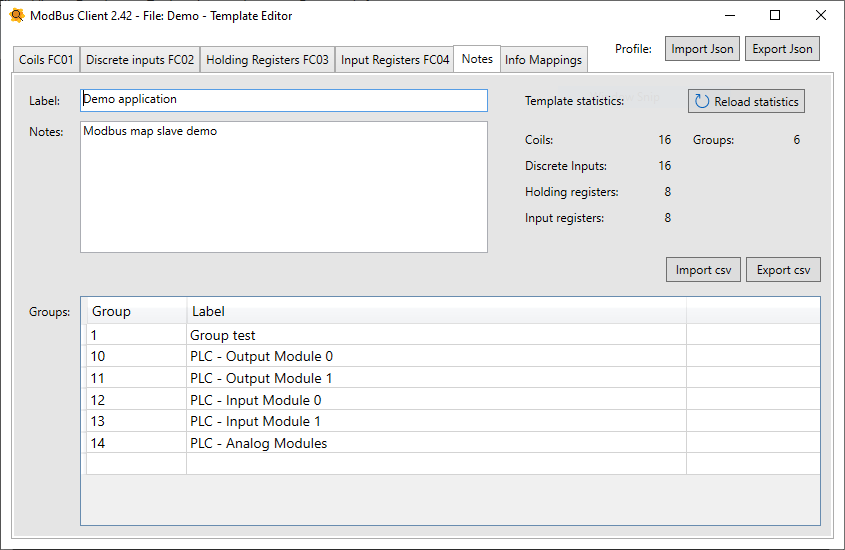 ModBus Client 2.42 - File: Demo - Template Editor
Coils FC01 Discrete inputs FC02 Holding Registers FC03 Input Registers FC04 Notes Info Mappings
Profile: Import Json Export Json
Label: Demo application
Template statistics: Reload statistics
Notes: Modbus map slave demo
Coils: 16 Groups: 6
Discrete Inputs: 16
Holding registers: 8
Input registers: 8
Import csv Export csv
Groups:
Group Label
1 Group test
10 PLC - Output Module 0
11 PLC - Output Module 1
12 PLC - Input Module 0
13 PLC - Input Module 1
14 PLC - Analog Modules